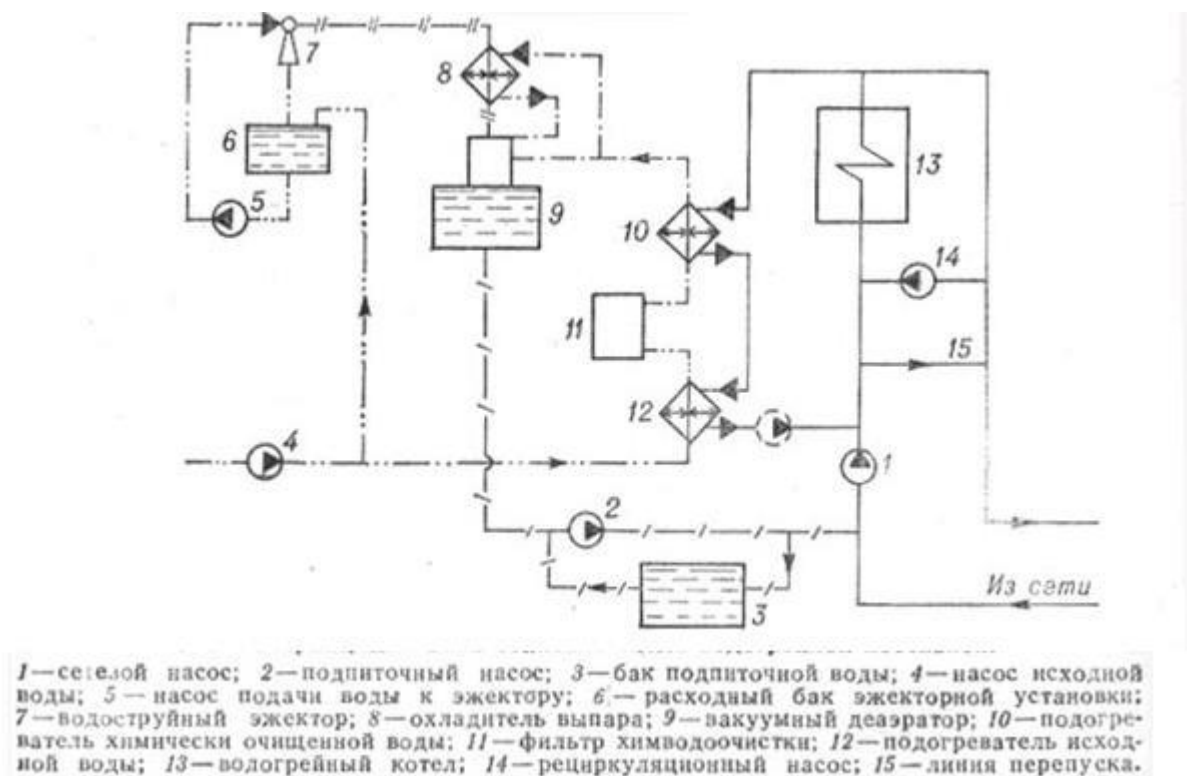 7
8
6
13
5
9
10
14
11
15
12
4
1
2
Из сети
3
1—сетевой насос; 2—подпиточный насос; 3—бак подпиточной воды; 4—насос исходной
воды; 5—насос подачи воды к эжектору; 6—расходный бак эжекторной установки;
7—водоструйный эжектор; 8—охладитель выпара; 9—вакуумный деаэратор; 10—подогре-
ватель химически очищенной воды; 11—фильтр химводоочистки; 12—подогреватель исход-
ной воды; 13—вологрейный котел; 14—рециркуляционный насос; 15—линия перепуска.